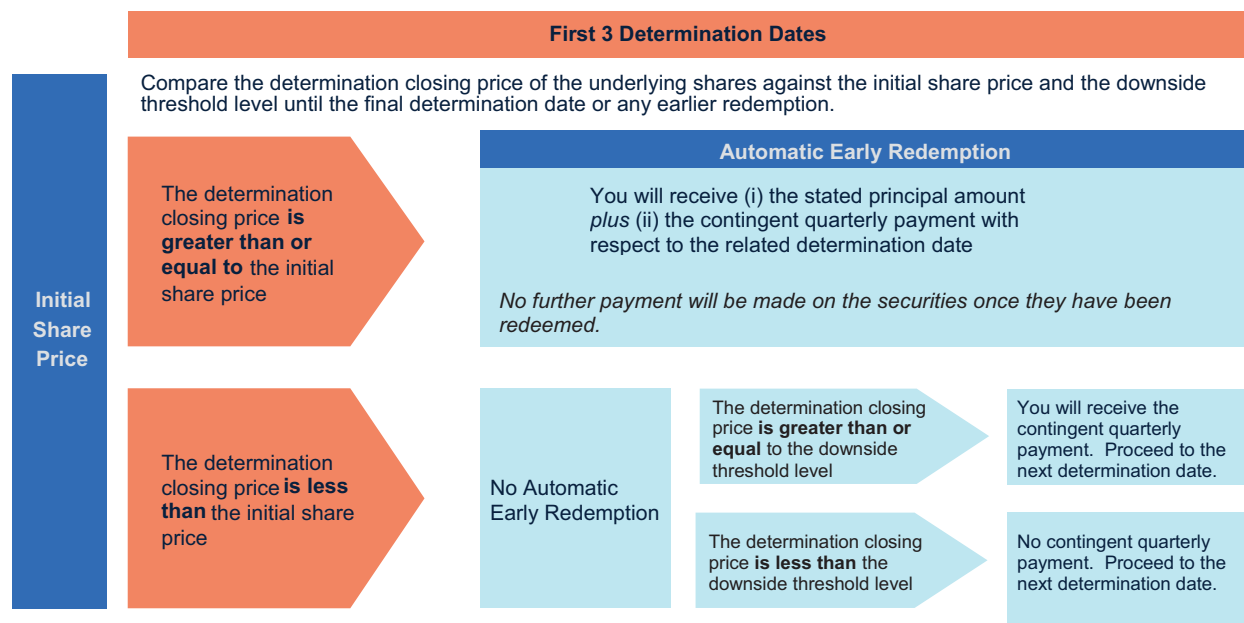 First 3 Determination Dates
Compare the determination closing price of the underlying shares against the initial share price and the downside
threshold level until the final determination date or any earlier redemption.
Initial
Share
Price
The determination
closing price is
greater than or
equal to the initial
share price
Automatic Early Redemption
You will receive (i) the stated principal amount
plus (ii) the contingent quarterly payment with
respect to the related determination date
No further payment will be made on the securities once they have been
redeemed.
The determination
closing price is less
than the initial share
price
No Automatic
Early Redemption
The determination closing
price is greater than or
equal to the downside
threshold level
You will receive the
contingent quarterly
payment. Proceed to the
next determination date.
The determination closing
price is less than the
downside threshold level
No contingent quarterly
payment. Proceed to the
next determination date.